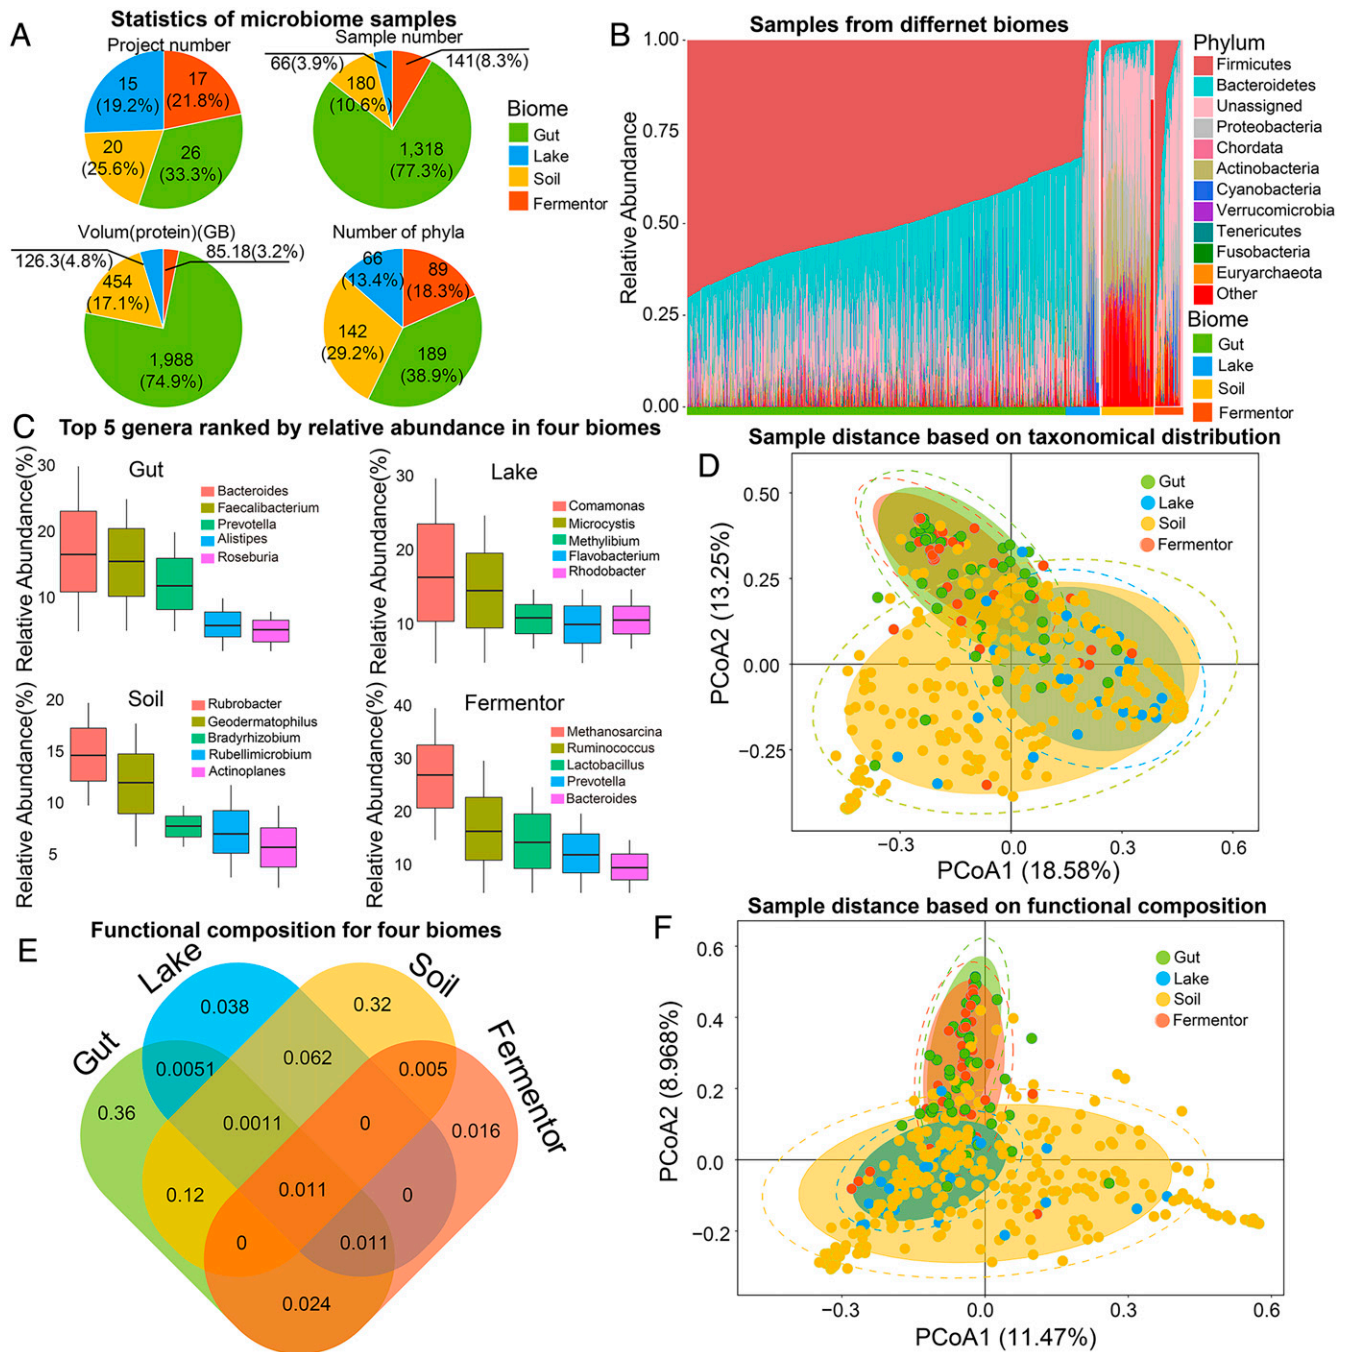 A
Statistics of microbiome samples
Project number
15
(19.2%)
17
(21.8%)
20
(25.6%)
26
(33.3%)
Sample number
66(3.9%)
141(8.3%)
180
(10.6%)
1,318
(77.3%)
Biome
Gut
Lake
Soil
Fermentor
Volum(protein)(GB)
126.3(4.8%)
85.18(3.2%)
454
(17.1%)
1,988
(74.9%)
Number of phyla
66
(13.4%)
89
(18.3%)
142
(29.2%)
189
(38.9%)
B
Samples from differnet biomes
Relative Abundance
1.00
0.75
0.50
0.25
0.00
Phylum
Firmicutes
Bacteroidetes
Unassigned
Proteobacteria
Chordata
Actinobacteria
Cyanobacteria
Verrucomicrobia
Tenericutes
Fusobacteria
Euryarchaeota
Other
Biome
Gut
Lake
Soil
Fermentor
C
Top 5 genera ranked by relative abundance in four biomes
Gut
Relative Abundance(%)
30
20
10
Bacteroides
Faecalibacterium
Prevotella
Alistipes
Roseburia
Lake
Relative Abundance(%)
30
20
10
Comamonas
Microcystis
Methylibium
Flavobacterium
Rhodobacter
Soil
Relative Abundance(%)
20
15
10
5
Rubrobacter
Geodermatophilus
Bradyrhizobium
Rubellimicrobium
Actinoplanes
Fermentor
Relative Abundance(%)
40
30
20
10
Methanosarcina
Ruminococcus
Lactobacillus
Prevotella
Bacteroides
D
Sample distance based on taxonomical distribution
PCoA2 (13.25%)
0.50
0.25
0.00
−0.25
−0.3
0.0
0.3
0.6
PCoA1 (18.58%)
Gut
Lake
Soil
Fermentor
E
Functional composition for four biomes
Gut
Lake
Soil
Fermentor
0.038
0.32
0.0051
0.062
0.005
0.36
0.0011
0
0.016
0.12
0.011
0
0
0.011
0.024
F
Sample distance based on functional composition
PCoA2 (8.968%)
0.6
0.4
0.2
0.0
−0.2
−0.3
0.0
0.3
0.6
PCoA1 (11.47%)
Gut
Lake
Soil
Fermentor